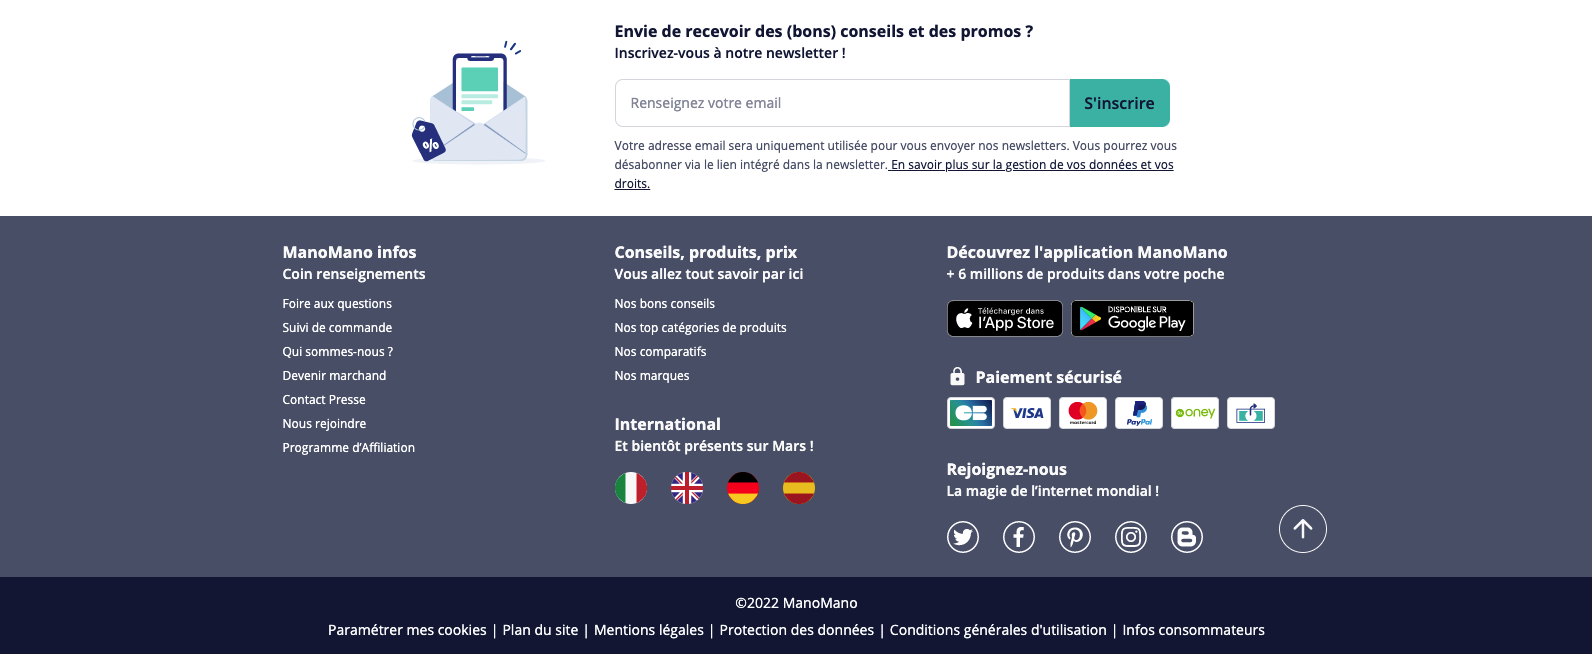 Envie de recevoir des (bons) conseils et des promos ?
Inscrivez-vous à notre newsletter !
Renseignez votre email
S'inscrire
%
Votre adresse email sera uniquement utilisée pour vous envoyer nos newsletters. Vous pourrez vous
désabonner via le lien intégré dans la newsletter. En savoir plus sur la gestion de vos données et vos
droits.
ManoMano infos
Coin renseignements
Foire aux questions
Suivi de commande
Qui sommes-nous ?
Devenir marchand
Contact Presse
Nous rejoindre
Programme d’Affiliation
Conseils, produits, prix
Vous allez tout savoir par ici
Nos bons conseils
Nos top catégories de produits
Nos comparatifs
Nos marques
International
Et bientôt présents sur Mars !
Découvrez l'application ManoMano
+ 6 millions de produits dans votre poche
Télécharger dans
l'App Store
DISPONIBLE SUR
Google Play
Paiement sécurisé
CB
VISA
mastercard
PayPal
oney
Rejoignez-nous
La magie de l’internet mondial !
©2022 ManoMano
Paramétrer mes cookies | Plan du site | Mentions légales | Protection des données | Conditions générales d'utilisation | Infos consommateurs